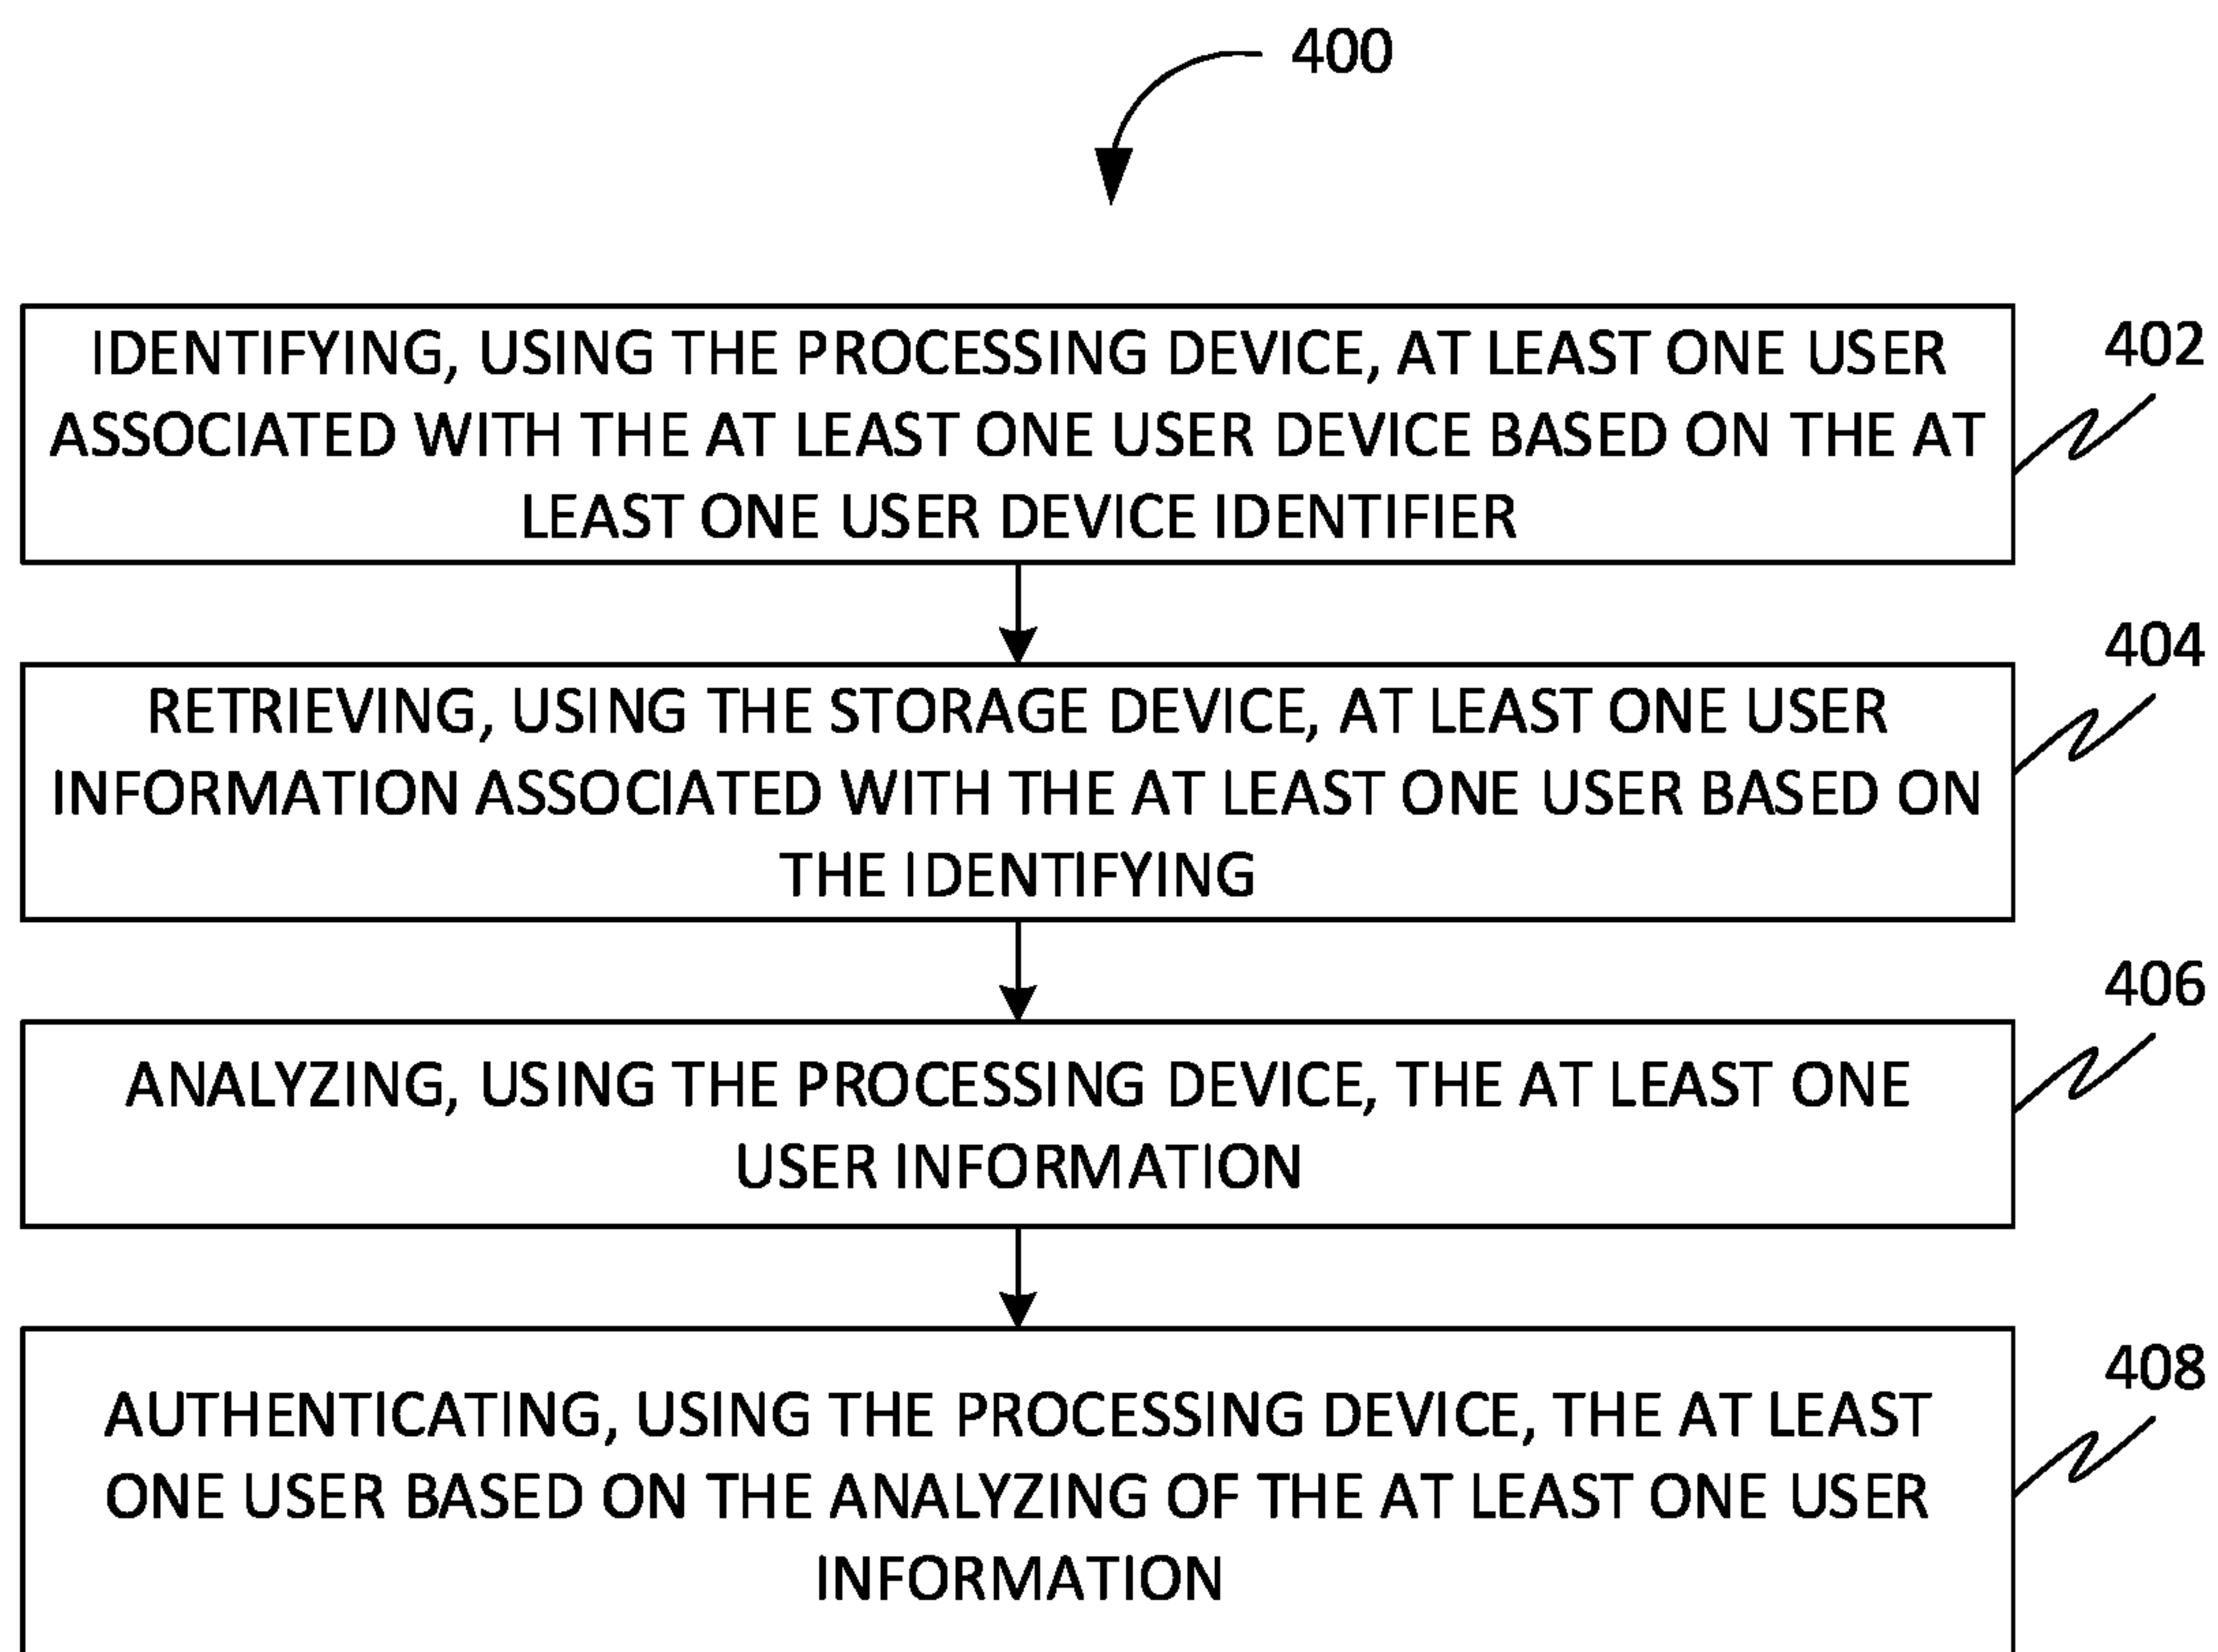 400
IDENTIFYING, USING THE PROCESSING DEVICE, AT LEAST ONE USER
ASSOCIATED WITH THE AT LEAST ONE USER DEVICE BASED ON THE AT
LEAST ONE USER DEVICE IDENTIFIER
402
RETRIEVING, USING THE STORAGE DEVICE, AT LEAST ONE USER
INFORMATION ASSOCIATED WITH THE AT LEAST ONE USER BASED ON
THE IDENTIFYING
404
ANALYZING, USING THE PROCESSING DEVICE, THE AT LEAST ONE
USER INFORMATION
406
AUTHENTICATING, USING THE PROCESSING DEVICE, THE AT LEAST
ONE USER BASED ON THE ANALYZING OF THE AT LEAST ONE USER
INFORMATION
408